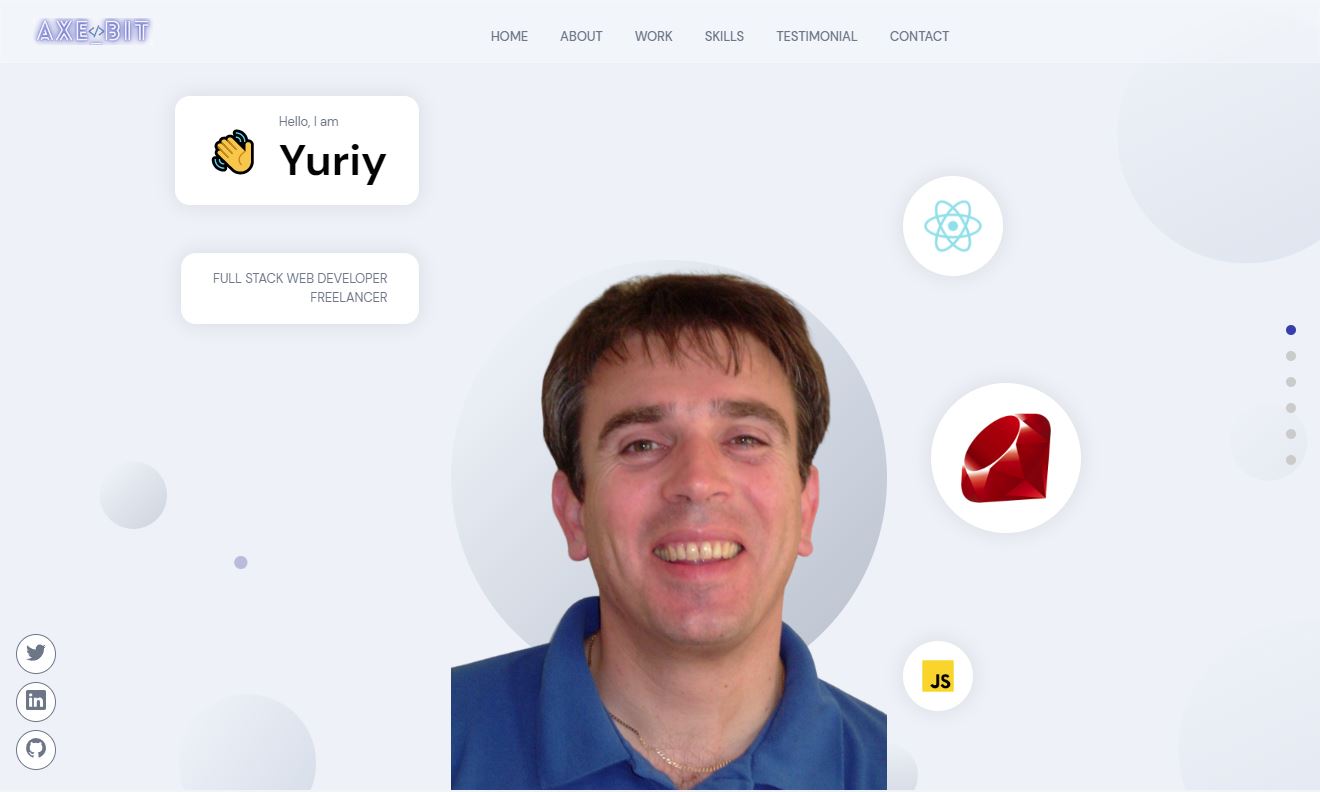 AXE</>BIT
HOME
ABOUT
WORK
SKILLS
TESTIMONIAL
CONTACT
Hello, I am
Yuriy
FULL STACK WEB DEVELOPER
FREELANCER
JS